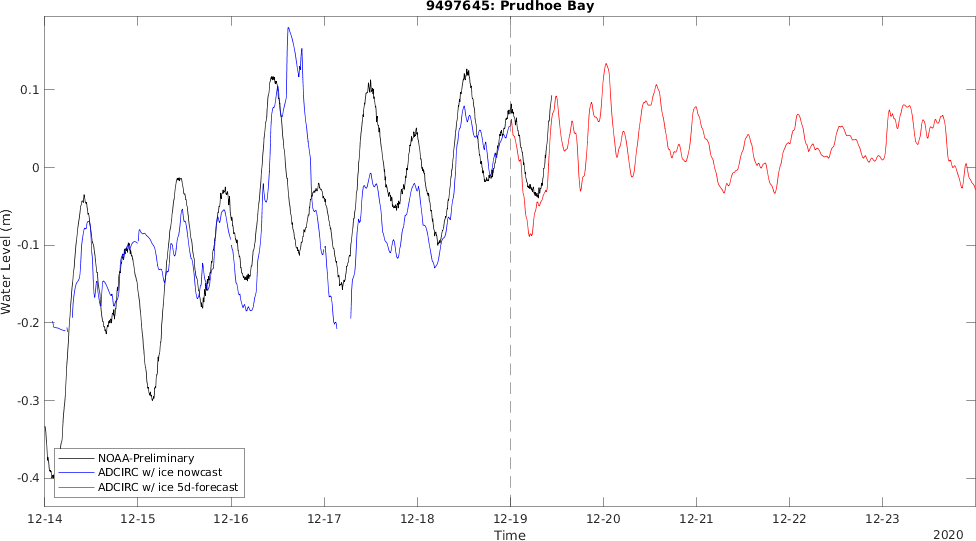 9497645: Prudhoe Bay
Water Level (m)
0.1
0
-0.1
-0.2
-0.3
-0.4
NOAA-Preliminary
ADCIRC w/ ice nowcast
ADCIRC w/ ice 5d-forecast
12-14 12-15 12-16 12-17 12-18 12-19 12-20 12-21 12-22 12-23
Time
2020